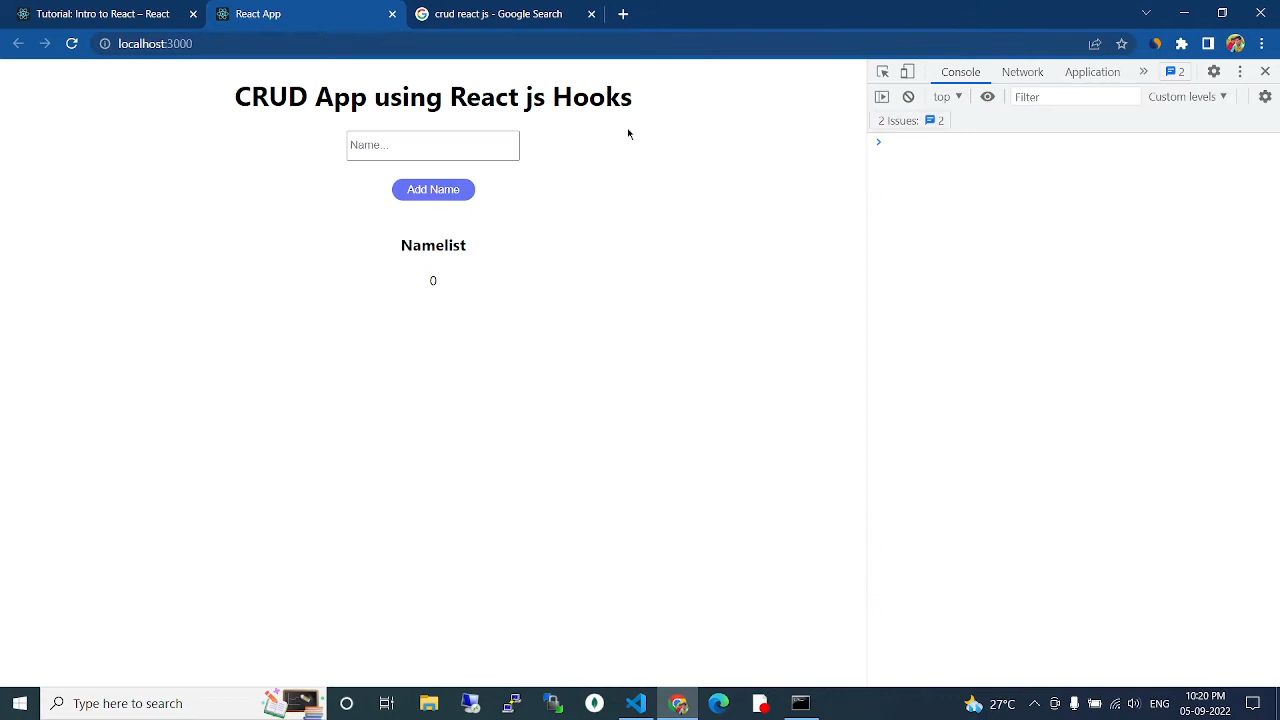 Tutorial: Intro to React – React
React App
crud react js - Google Search
localhost:3000
CRUD App using React js Hooks
Name...
Add Name
Namelist
0
Console
Network
Application
2
top
Filter
Custom levels
2 Issues:
2
Type here to search
ENG
10:20 PM
05-09-2022